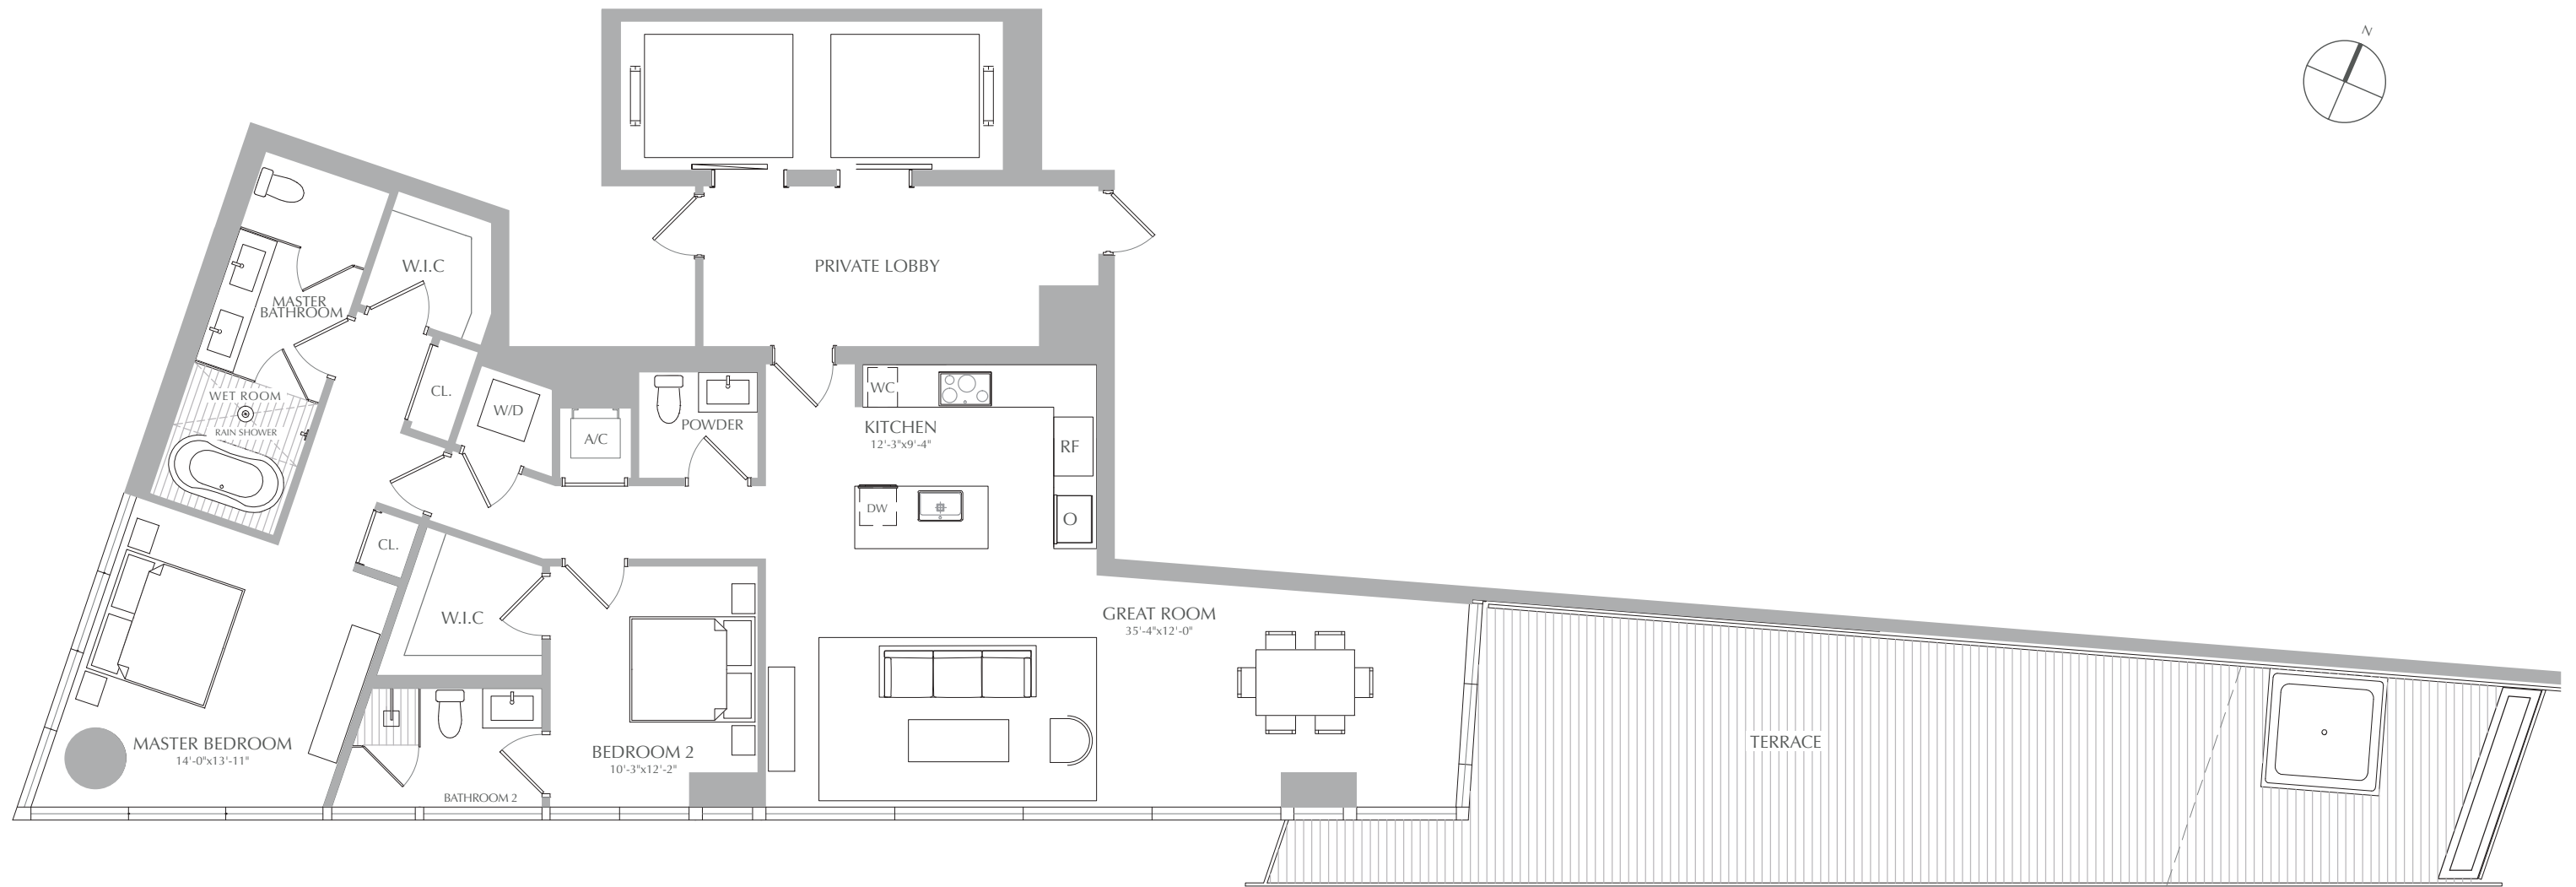 N
PRIVATE LOBBY
W.I.C
MASTER
BATHROOM
WET ROOM
RAIN SHOWER
CL.
W/D
A/C
POWDER
WC
KITCHEN
12'-3"x9'-4"
RF
DW
O
CL.
W.I.C
GREAT ROOM
35'-4"x12'-0"
MASTER BEDROOM
14'-0"x13'-11"
BEDROOM 2
10'-3"x12'-2"
BATHROOM 2
TERRACE